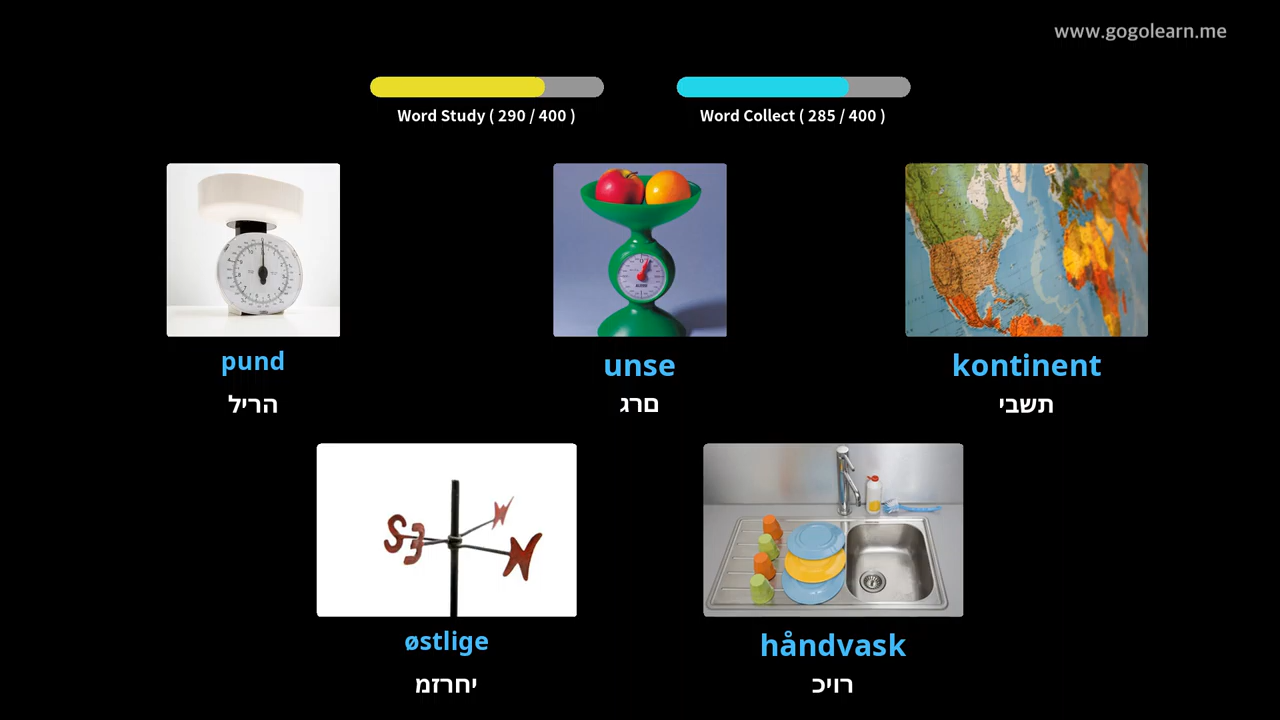 www.gogolearn.me
Word Study ( 290 / 400 )
Word Collect ( 285 / 400 )
pund
unse
kontinent
הריל
םרג
תשבי
østlige
håndvask
יחרזמ
רויכ